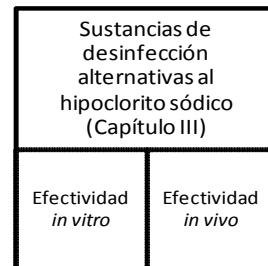 Sustancias de
desinfección
alternativas al
hipoclorito sódico
(Capítulo III)
Efectividad
in vitro
Efectividad
in vivo